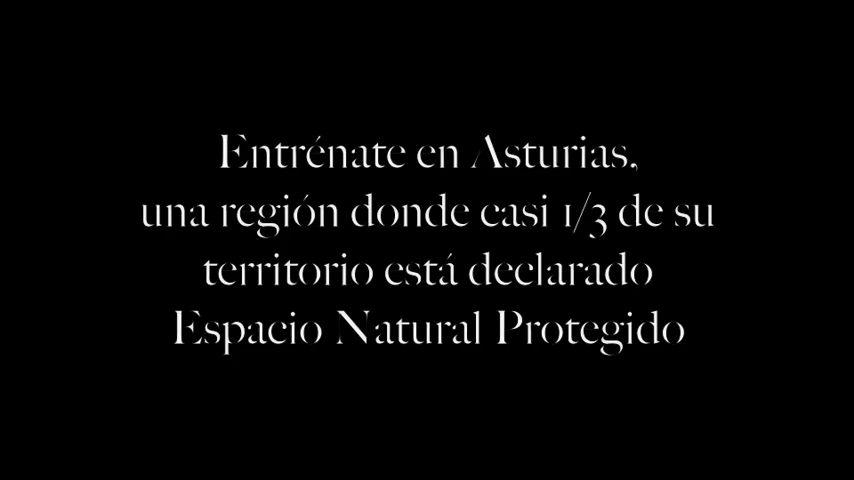 Entrénate en Asturias,
una región donde casi 1/3 de su
territorio está declarado
Espacio Natural Protegido